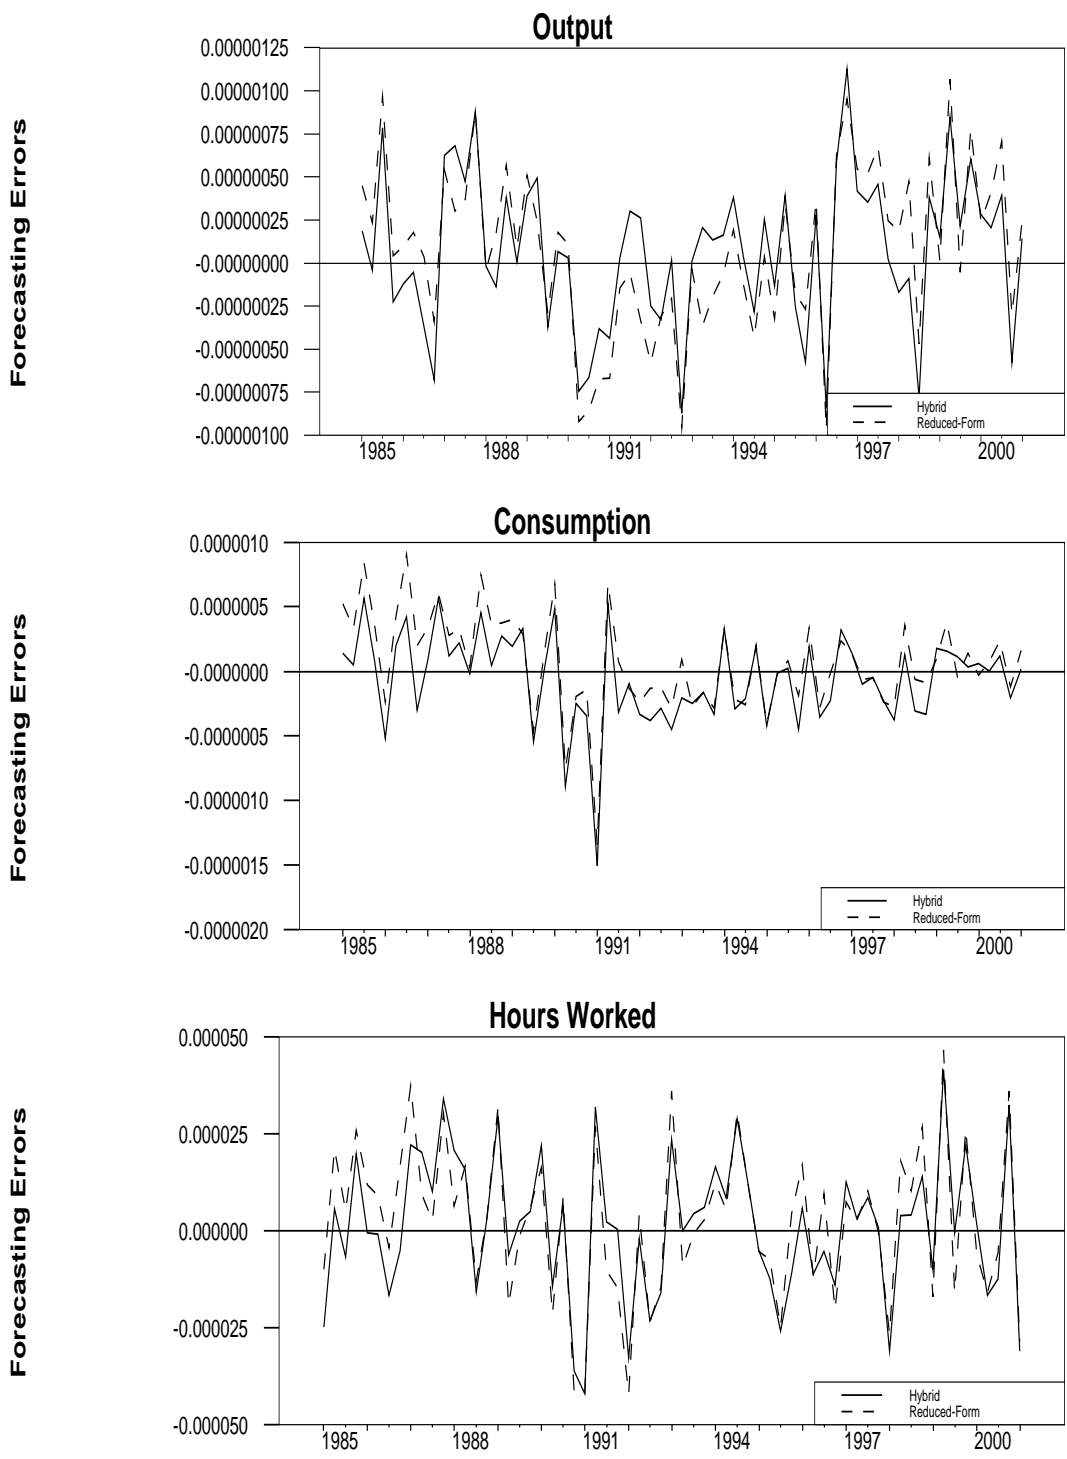 Output
Forecasting Errors
0.00000125
0.00000100
0.00000075
0.00000050
0.00000025
-0.00000000
-0.00000025
-0.00000050
-0.00000075
-0.00000100
Hybrid
Reduced-Form
1985 1988 1991 1994 1997 2000
Consumption
Forecasting Errors
0.0000010
0.0000005
-0.0000000
-0.0000005
-0.0000010
-0.0000015
-0.0000020
Hybrid
Reduced-Form
1985 1988 1991 1994 1997 2000
Hours Worked
Forecasting Errors
0.000050
0.000025
0.000000
-0.000025
-0.000050
Hybrid
Reduced-Form
1985 1988 1991 1994 1997 2000